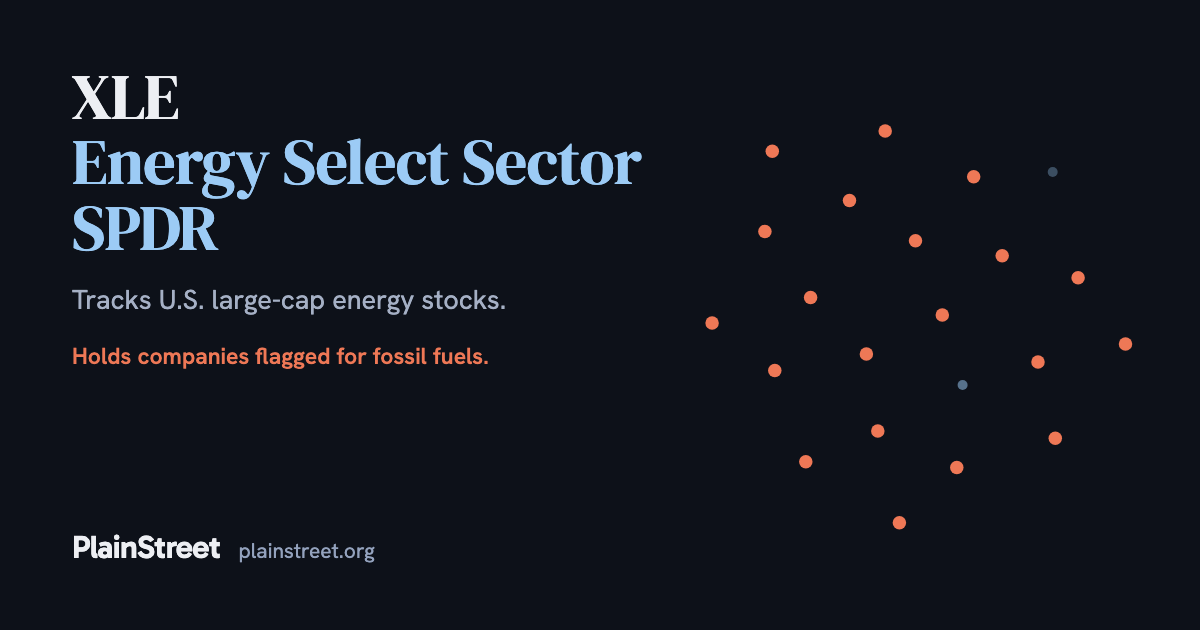 XLE
Energy Select Sector
SPDR
Tracks U.S. large-cap energy stocks.
Holds companies flagged for fossil fuels.
PlainStreet plainstreet.org